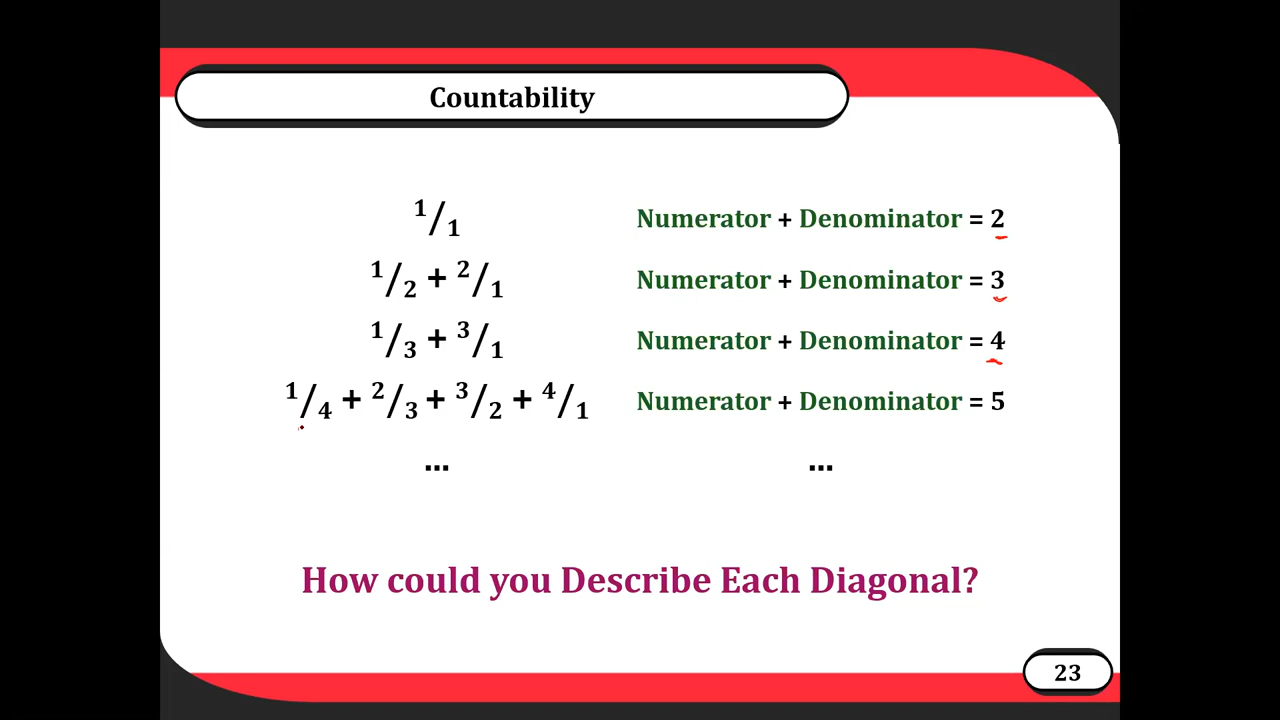 Countability
1/1 Numerator + Denominator = 2
1/2 + 2/1 Numerator + Denominator = 3
1/3 + 3/1 Numerator + Denominator = 4
1/4 + 2/3 + 3/2 + 4/1 Numerator + Denominator = 5
... ...
How could you Describe Each Diagonal?
23